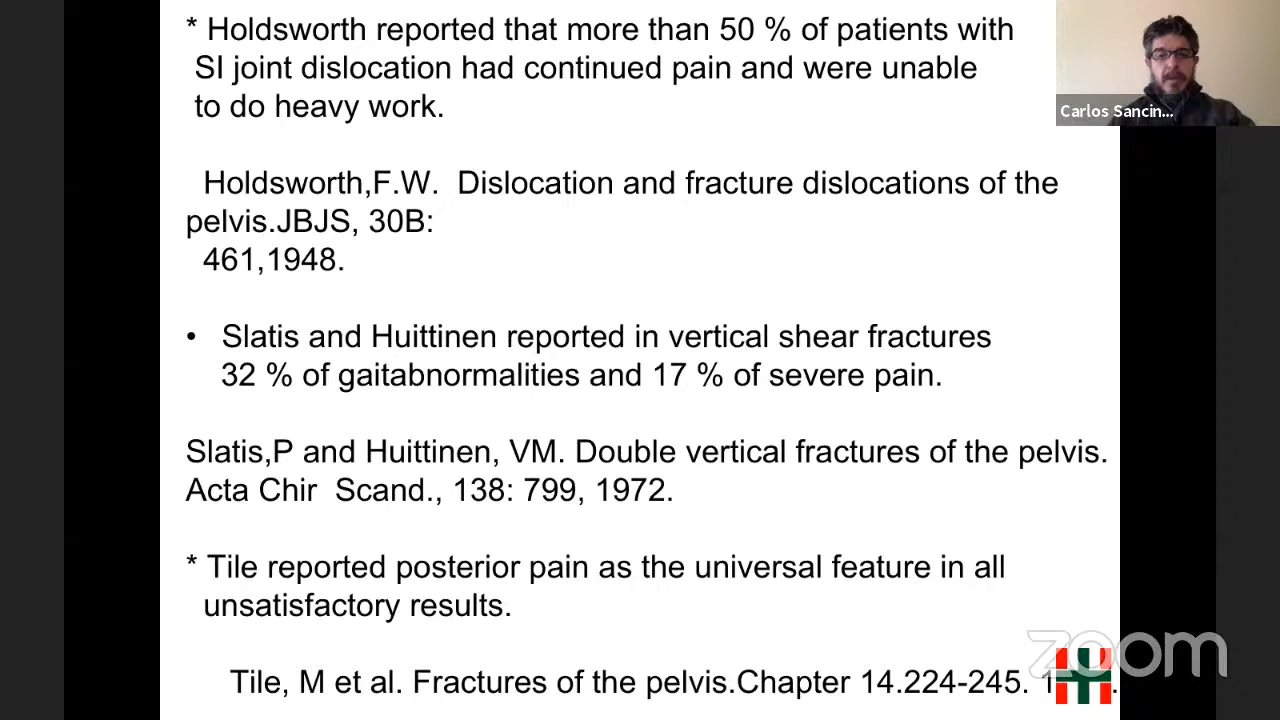 * Holdsworth reported that more than 50 % of patients with
SI joint dislocation had continued pain and were unable
to do heavy work.
Holdsworth,F.W. Dislocation and fracture dislocations of the
pelvis.JBJS, 30B:
461,1948.
• Slatis and Huittinen reported in vertical shear fractures
32 % of gaitabnormalities and 17 % of severe pain.
Slatis,P and Huittinen, VM. Double vertical fractures of the pelvis.
Acta Chir Scand., 138: 799, 1972.
* Tile reported posterior pain as the universal feature in all
unsatisfactory results.
Tile, M et al. Fractures of the pelvis.Chapter 14.224-245.
Carlos Sancin...
zoom